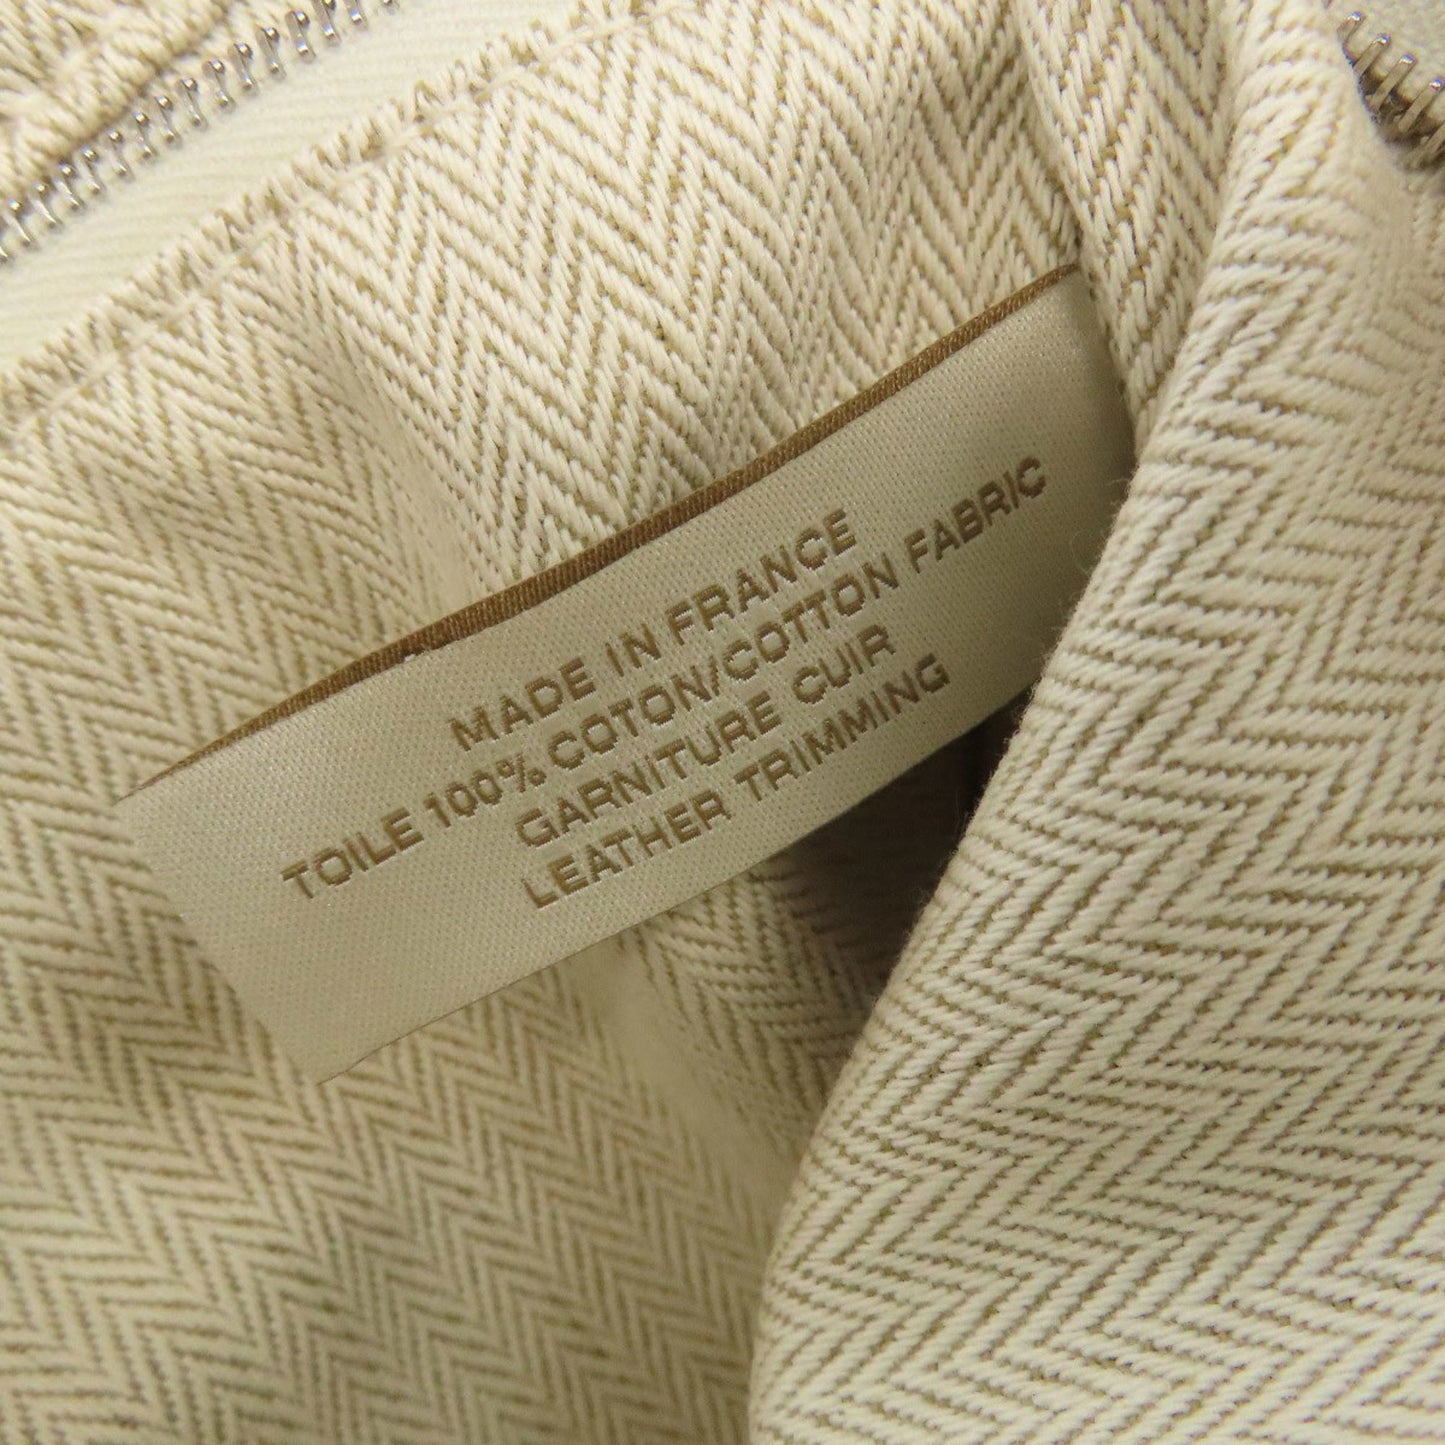 MADE IN FRANCE
TOILE 100% COTON/COTTON FABRIC
GARNITURE CUIR
LEATHER TRIMMING